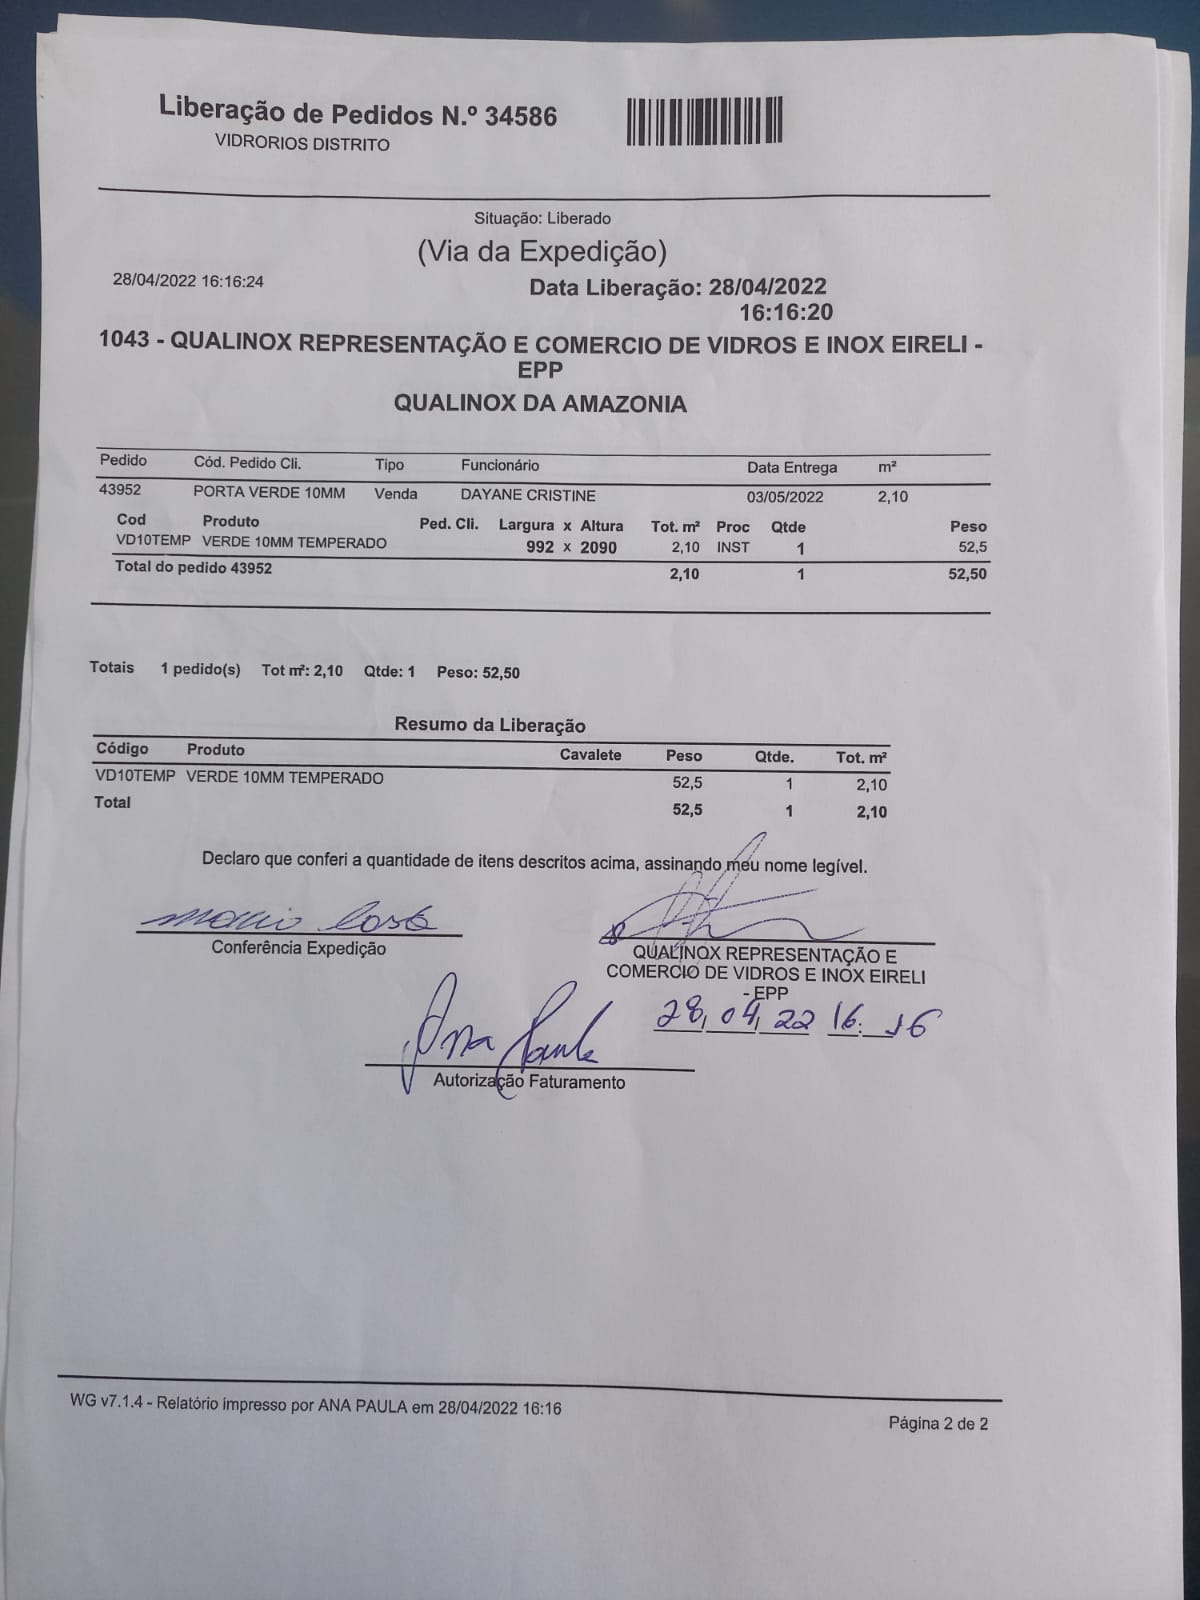 Liberação de Pedidos N.º 34586
VIDRORIOS DISTRITO
Situação: Liberado
(Via da Expedição)
28/04/2022 16:16:24
Data Liberação: 28/04/2022
16:16:20
1043 - QUALINOX REPRESENTAÇÃO E COMERCIO DE VIDROS E INOX EIRELI -
EPP
QUALINOX DA AMAZONIA
Pedido Cód. Pedido Cli. Tipo Funcionário Data Entrega m²
43952 PORTA VERDE 10MM Venda DAYANE CRISTINE 03/05/2022 2,10
Cod Produto Ped. Cli. Largura x Altura Tot. m² Proc Qtde Peso
VD10TEMP VERDE 10MM TEMPERADO 992 x 2090 2,10 INST 1 52,5
Total do pedido 43952 2,10 1 52,50
Totais 1 pedido(s) Tot m²: 2,10 Qtde: 1 Peso: 52,50
Resumo da Liberação
Código Produto Cavalete Peso Qtde. Tot. m²
VD10TEMP VERDE 10MM TEMPERADO 52,5 1 2,10
Total 52,5 1 2,10
Declaro que conferi a quantidade de itens descritos acima, assinando meu nome legível.
Marcio Costa
Conferência Expedição
QUALINOX REPRESENTAÇÃO E
COMERCIO DE VIDROS E INOX EIRELI
- EPP
28, 04, 22 16: 16
Ana Paula
Autorização Faturamento
WG v7.1.4 - Relatório impresso por ANA PAULA em 28/04/2022 16:16
Página 2 de 2